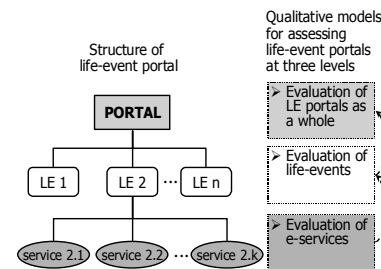 Structure of
life-event portal
PORTAL
LE 1
LE 2
...
LE n
service 2.1
service 2.2
...
service 2.k
Qualitative models
for assessing
life-event portals
at three levels
➢ Evaluation of
LE portals as
a whole
➢ Evaluation of
life-events
➢ Evaluation of
e-services